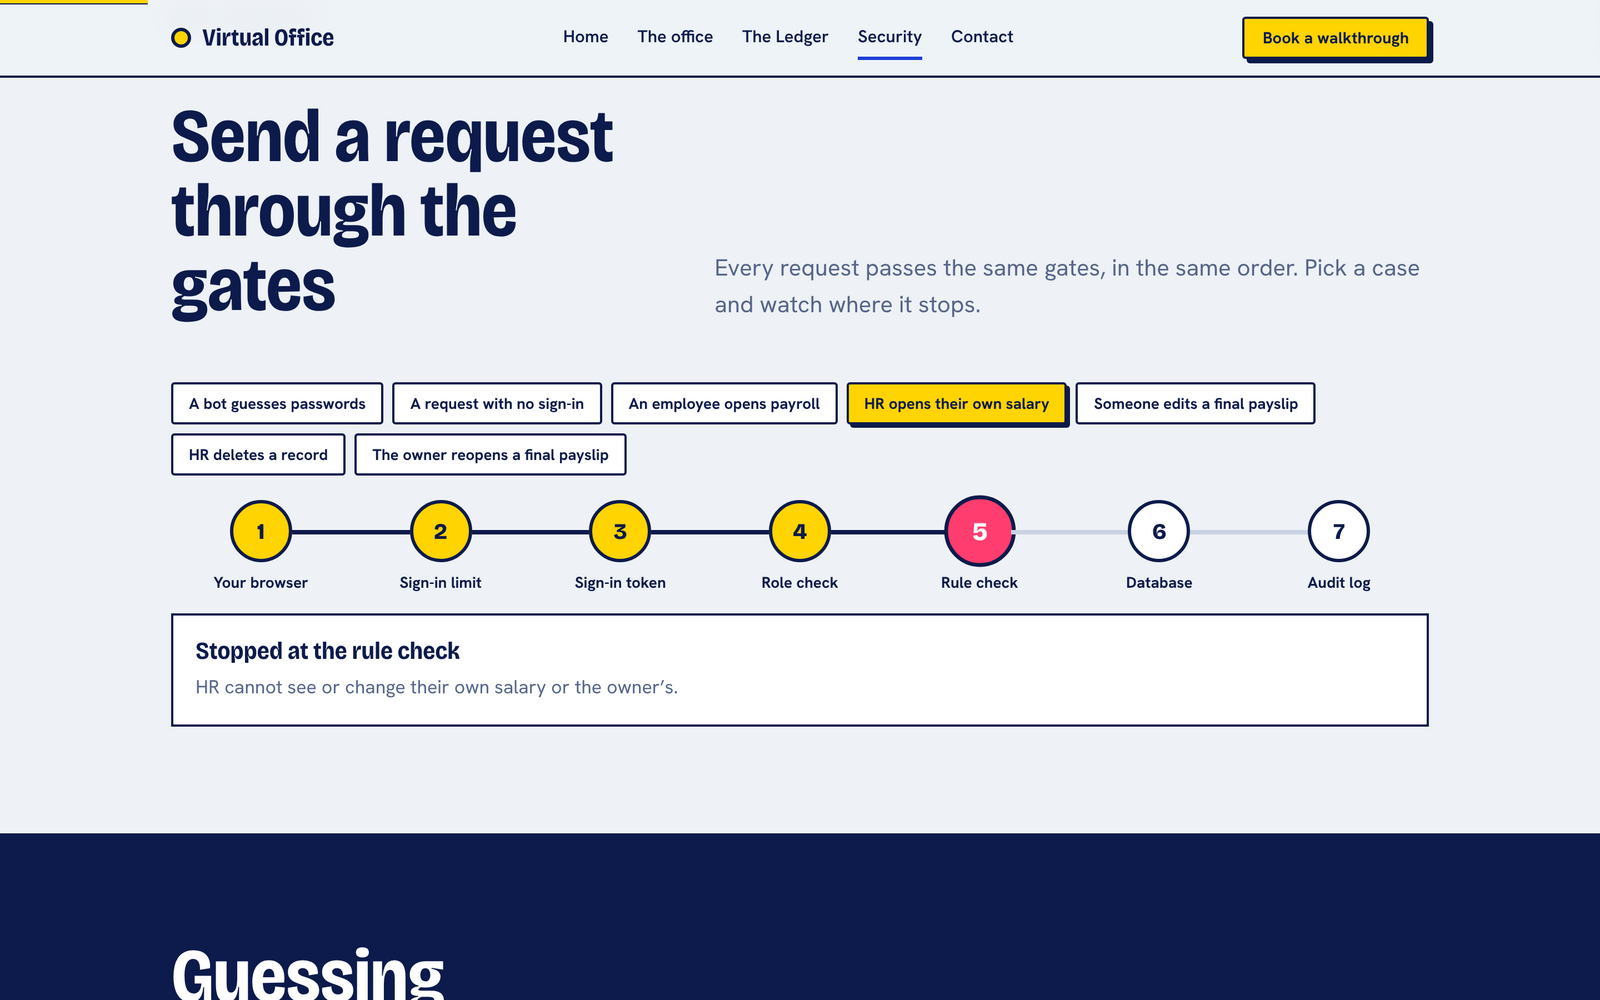 Virtual Office
Home
The office
The Ledger
Security
Contact
Book a walkthrough
Send a request
through the
gates
Every request passes the same gates, in the same order. Pick a case
and watch where it stops.
A bot guesses passwords
A request with no sign-in
An employee opens payroll
HR opens their own salary
Someone edits a final payslip
HR deletes a record
The owner reopens a final payslip
1
2
3
4
5
6
7
Your browser
Sign-in limit
Sign-in token
Role check
Rule check
Database
Audit log
Stopped at the rule check
HR cannot see or change their own salary or the owner’s.
Guessing